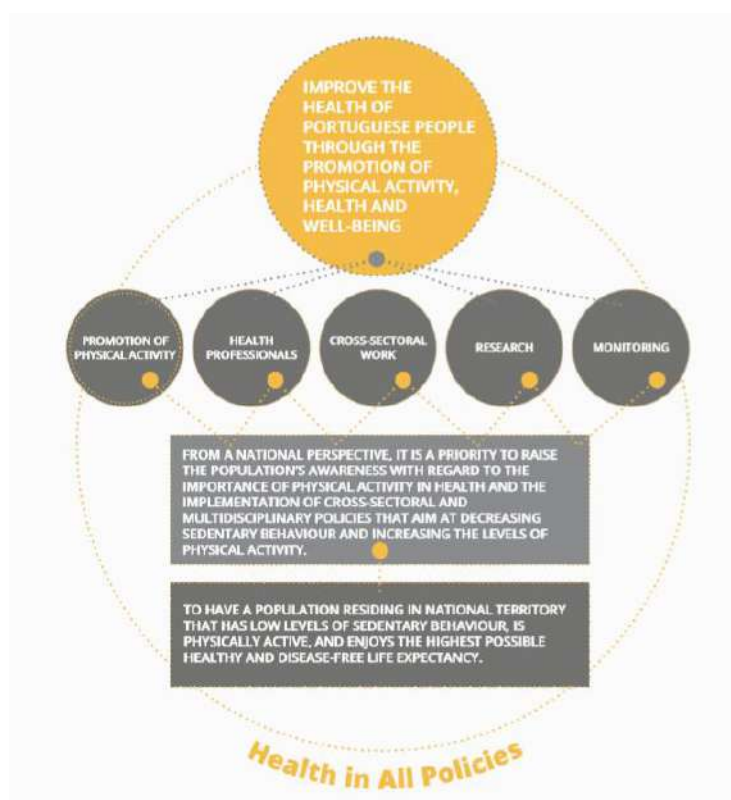 IMPROVE THE
HEALTH OF
PORTUGUESE PEOPLE
THROUGH THE
PROMOTION OF
PHYSICAL ACTIVITY,
HEALTH AND
WELL-BEING
PROMOTION OF
PHYSICAL ACTIVITY
HEALTH
PROFESSIONALS
CROSS-SECTORAL
WORK
RESEARCH
MONITORING
FROM A NATIONAL PERSPECTIVE, IT IS A PRIORITY TO RAISE
THE POPULATION'S AWARENESS WITH REGARD TO THE
IMPORTANCE OF PHYSICAL ACTIVITY IN HEALTH AND THE
IMPLEMENTATION OF CROSS-SECTORAL AND
MULTIDISCIPLINARY POLICIES THAT AIM AT DECREASING
SEDENTARY BEHAVIOUR AND INCREASING THE LEVELS OF
PHYSICAL ACTIVITY.
TO HAVE A POPULATION RESIDING IN NATIONAL TERRITORY
THAT HAS LOW LEVELS OF SEDENTARY BEHAVIOUR, IS
PHYSICALLY ACTIVE, AND ENJOYS THE HIGHEST POSSIBLE
HEALTHY AND DISEASE-FREE LIFE EXPECTANCY.
Health in All Policies